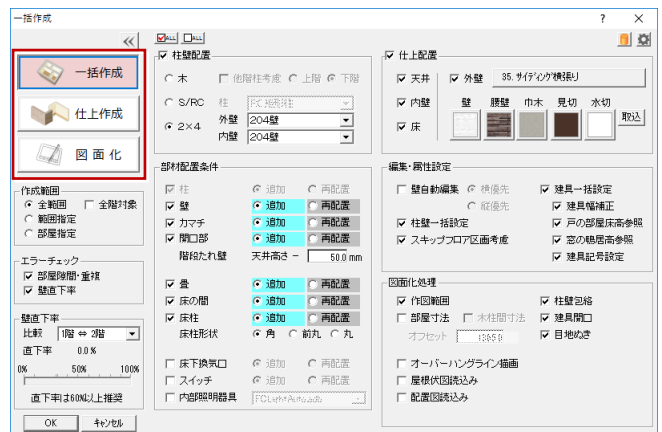 一括作成
? ×
一括作成
仕上作成
図面化
作成範囲
全範囲 全階対象
範囲指定
部屋指定
エラーチェック
部屋隙間・重複
壁直下率
壁直下率
比較 1階 ⇔ 2階
直下率 0.0 %
0% 50% 100%
直下率は60%以上推奨
OK キャンセル
ALL ALL
柱壁配置
木 他階柱考慮 上階 下階
S/RC 柱 RC 矩形柱
2×4 外壁 204壁
内壁 204壁
部材配置条件
柱 追加 再配置
壁 追加 再配置
カマチ 追加 再配置
開口部 追加 再配置
階段たれ壁 天井高さ - 50.0 mm
畳 追加 再配置
床の間 追加 再配置
床柱 追加 再配置
床柱形状 角 前丸 丸
床下換気口 追加 再配置
スイッチ 追加 再配置
内部照明器具 FCLightAuto.adb
仕上配置
天井 外壁 35. サイディング横張り
内壁 壁 腰壁 巾木 見切 水切
床 取込
編集・属性設定
壁自動編集 横優先
縦優先
柱壁一括設定
スキップフロア区画考慮
建具一括設定
建具幅補正
戸の部屋床高参照
窓の鴨居高参照
建具記号設定
図面化処理
作図範囲 柱壁包絡
部屋寸法 木柱間寸法 建具開口
オフセット 1365.0 目地ぬき
オーバーハングライン描画
屋根伏図読込み
配置図読込み